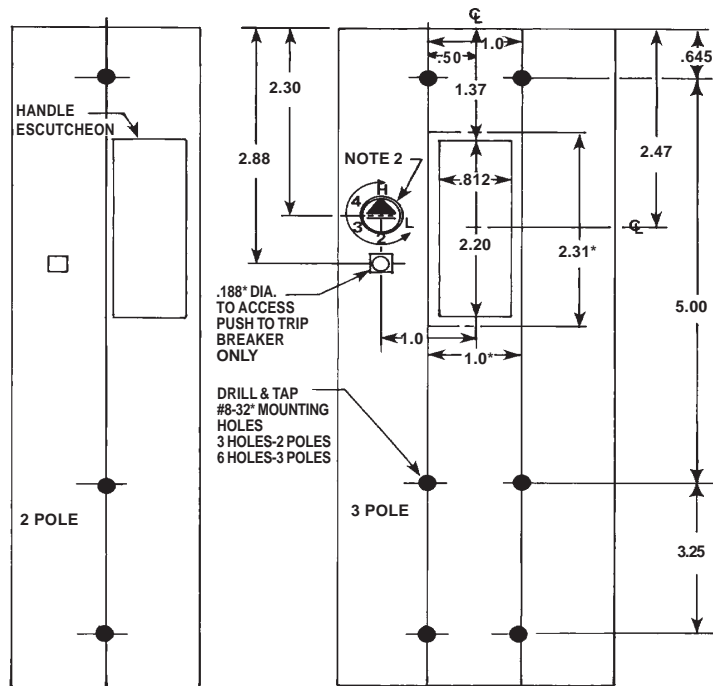 ℄
1.0
.50
.645
2.30
1.37
HANDLE
ESCUTCHEON
2.88
2.47
NOTE 2
H
4
.812
3
L
2
2.20
℄
2.31*
.188* DIA.
TO ACCESS
PUSH TO TRIP
BREAKER
ONLY
5.00
1.0
1.0*
DRILL & TAP
#8-32* MOUNTING
HOLES
3 HOLES-2 POLES
6 HOLES-3 POLES
2 POLE
3 POLE
3.25